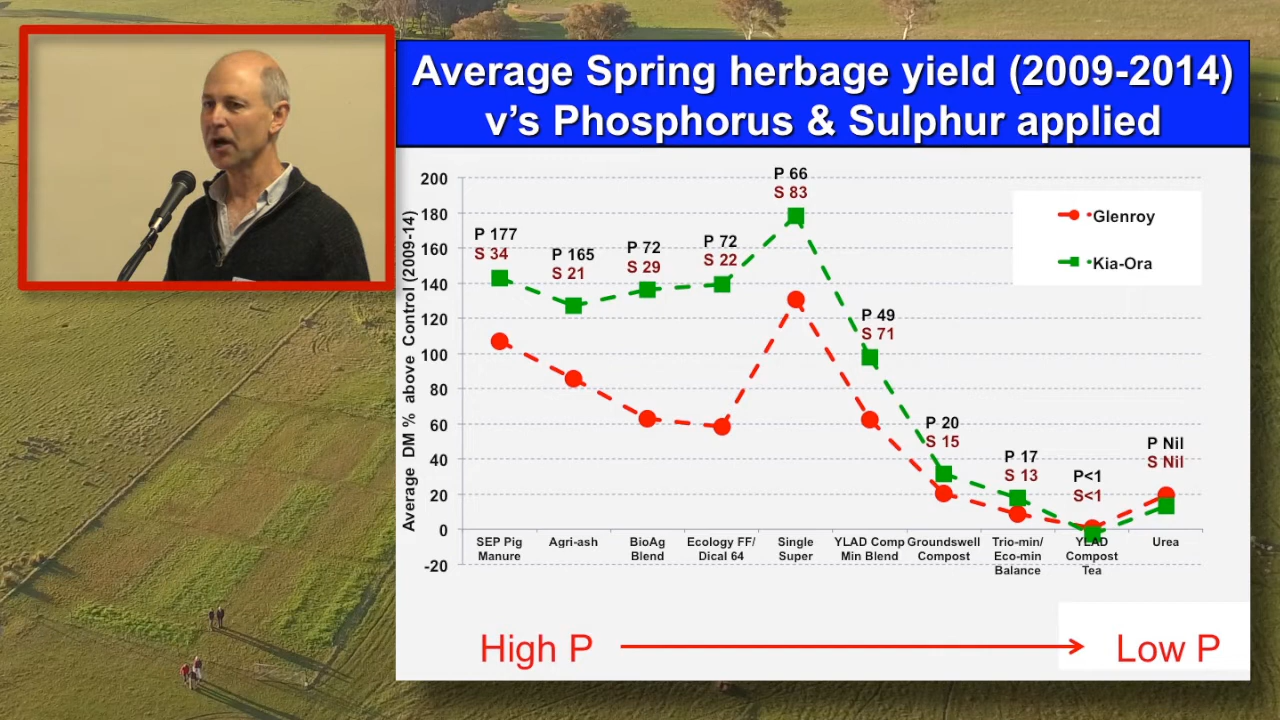 Average Spring herbage yield (2009-2014)
v's Phosphorus & Sulphur applied
Average DM % above Control (2009-14)
200
180
160
140
120
100
80
60
40
20
0
-20
P 177
S 34
P 165
S 21
P 72
S 29
P 72
S 22
P 66
S 83
P 49
S 71
P 20
S 15
P 17
S 13
P<1
S<1
P Nil
S Nil
Glenroy
Kia-Ora
SEP Pig
Manure
Agri-ash
BioAg
Blend
Ecology FF/
Dical 64
Single
Super
YLAD Comp
Min Blend
Groundswell
Compost
Trio-min/
Eco-min
Balance
YLAD
Compost
Tea
Urea
High P
Low P